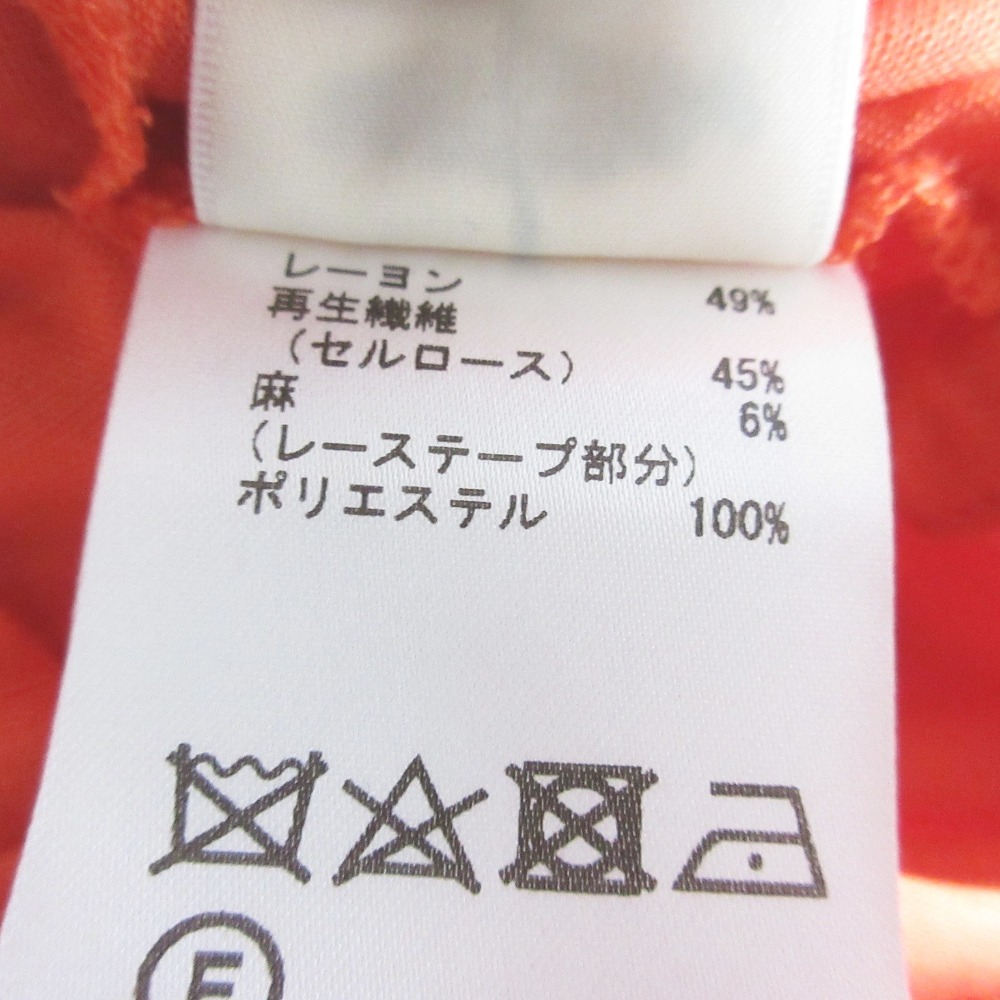 レーヨン 49%
再生繊維
(セルロース) 45%
麻 6%
(レーステープ部分)
ポリエステル 100%